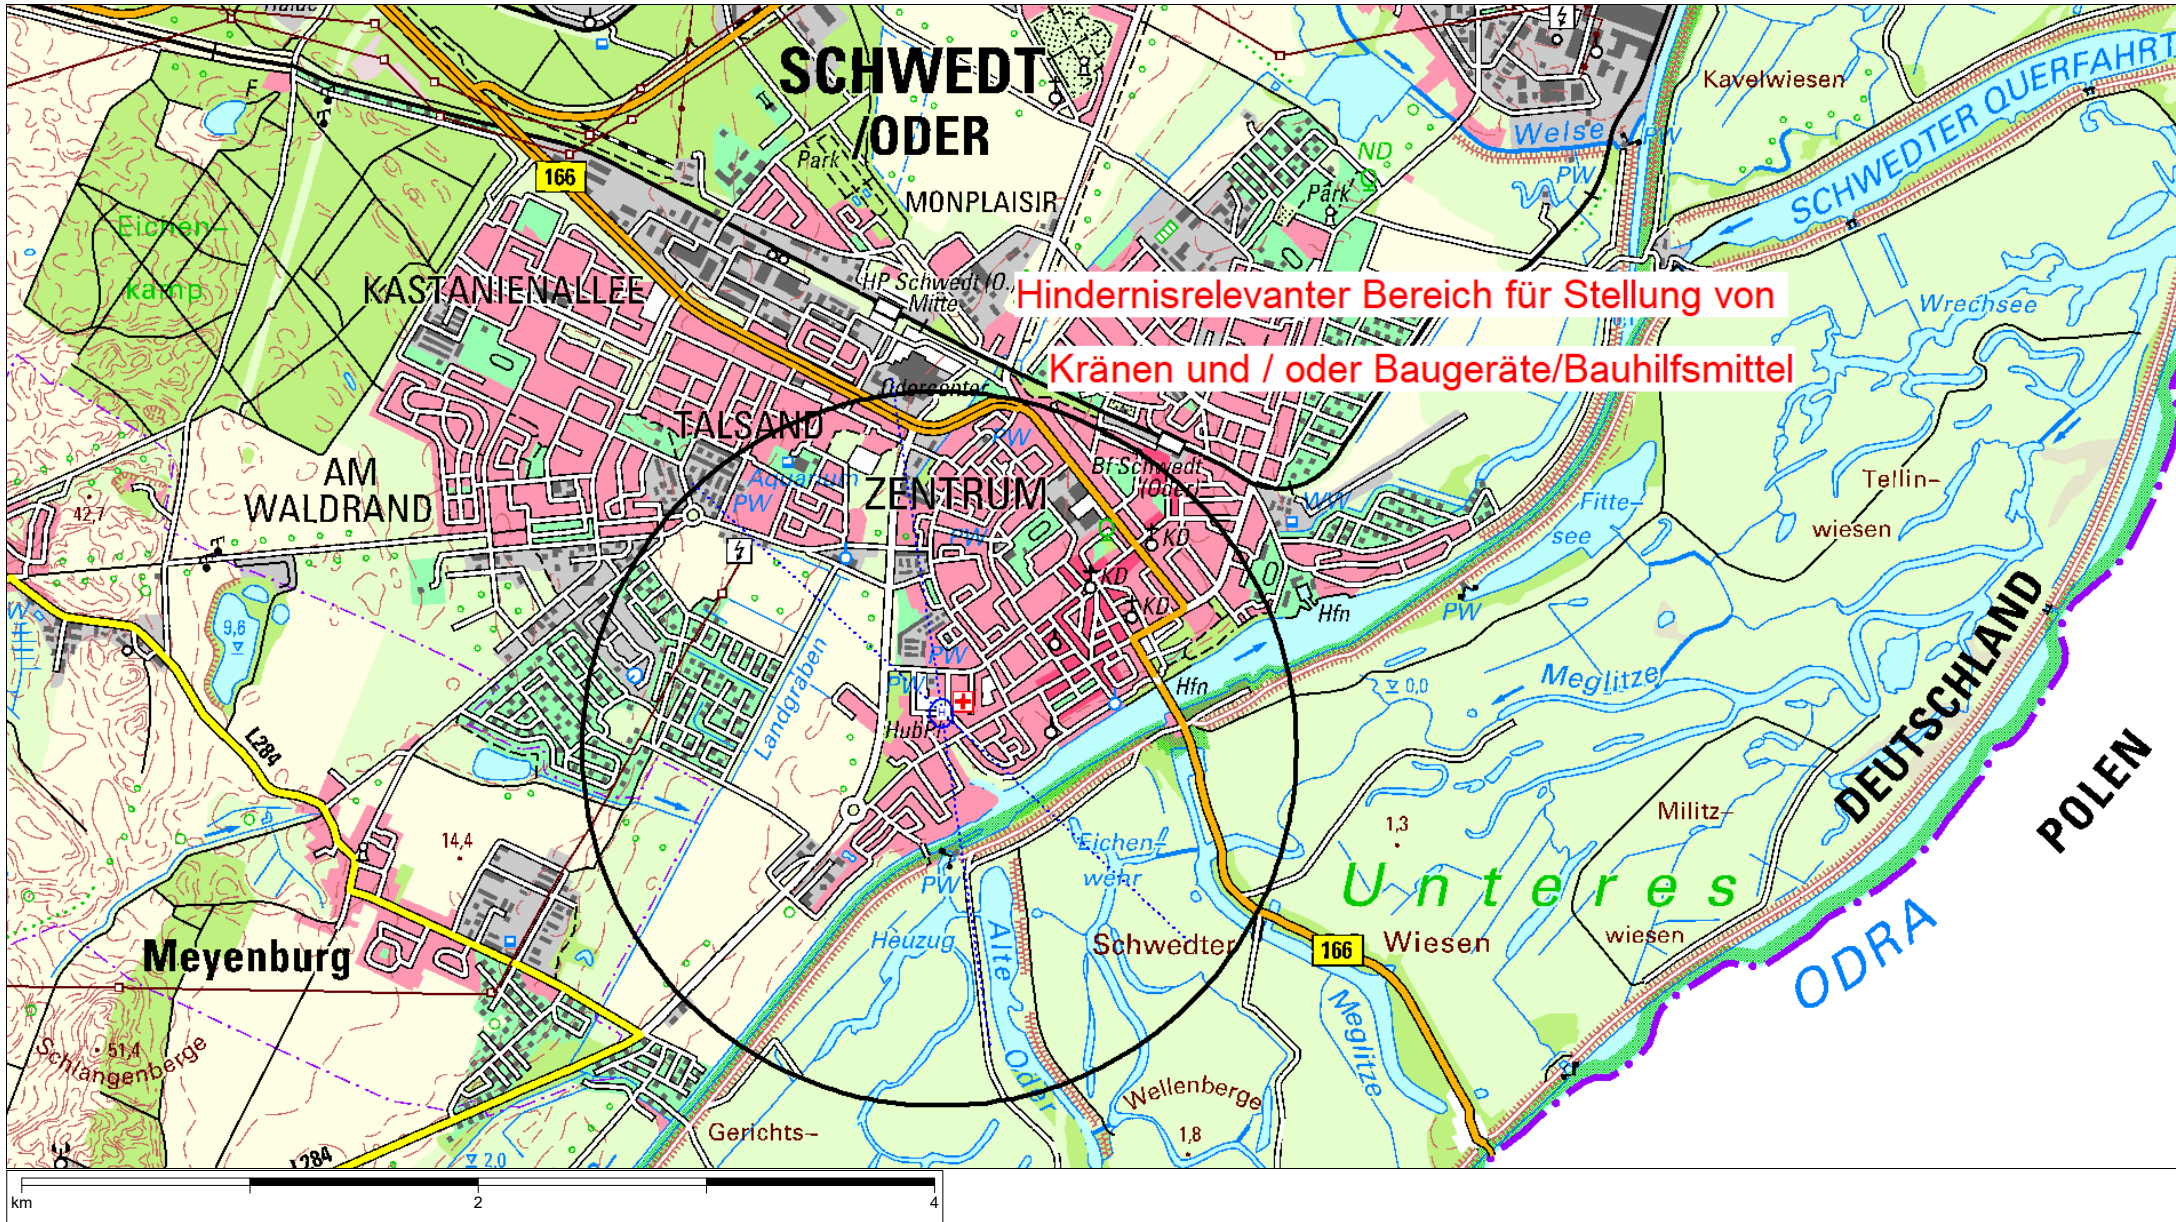 SCHWEDT
/ODER
Kavelwiesen
SCHWEDTER QUERFAHRT
F
166
Park
MONPLAISIR
Welse
PW
PW
ND
Park
Eichen-
kamp
KASTANIENALLEE
HP Schwedt (O.)
Mitte
Hindernisrelevanter Bereich für Stellung von
Wrechsee
Kränen und / oder Baugeräte/Bauhilfsmittel
Odercenter
TALSAND
PW
AM
WALDRAND
Aquarium
PW
ZENTRUM
Bf Schwedt
(Oder)
WW
Fitte-
see
Tellin-
wiesen
42,7
PW
KD
KD
KD
Hfn
PW
9,6
W
Landgraben
PW
PW
HubPl
H
Hfn
0,0
Meglitze
DEUTSCHLAND
POLEN
L284
14,4
Eichen-
wehr
1,3
Militz-
wiesen
PW
Unteres
Meyenburg
Heuzug
Alte Oder
Schwedter
166
Wiesen
ODRA
Meglitze
51,4
Schlangenberge
Wellenberge
1,8
Gerichts-
L284
2,0
km
2
4